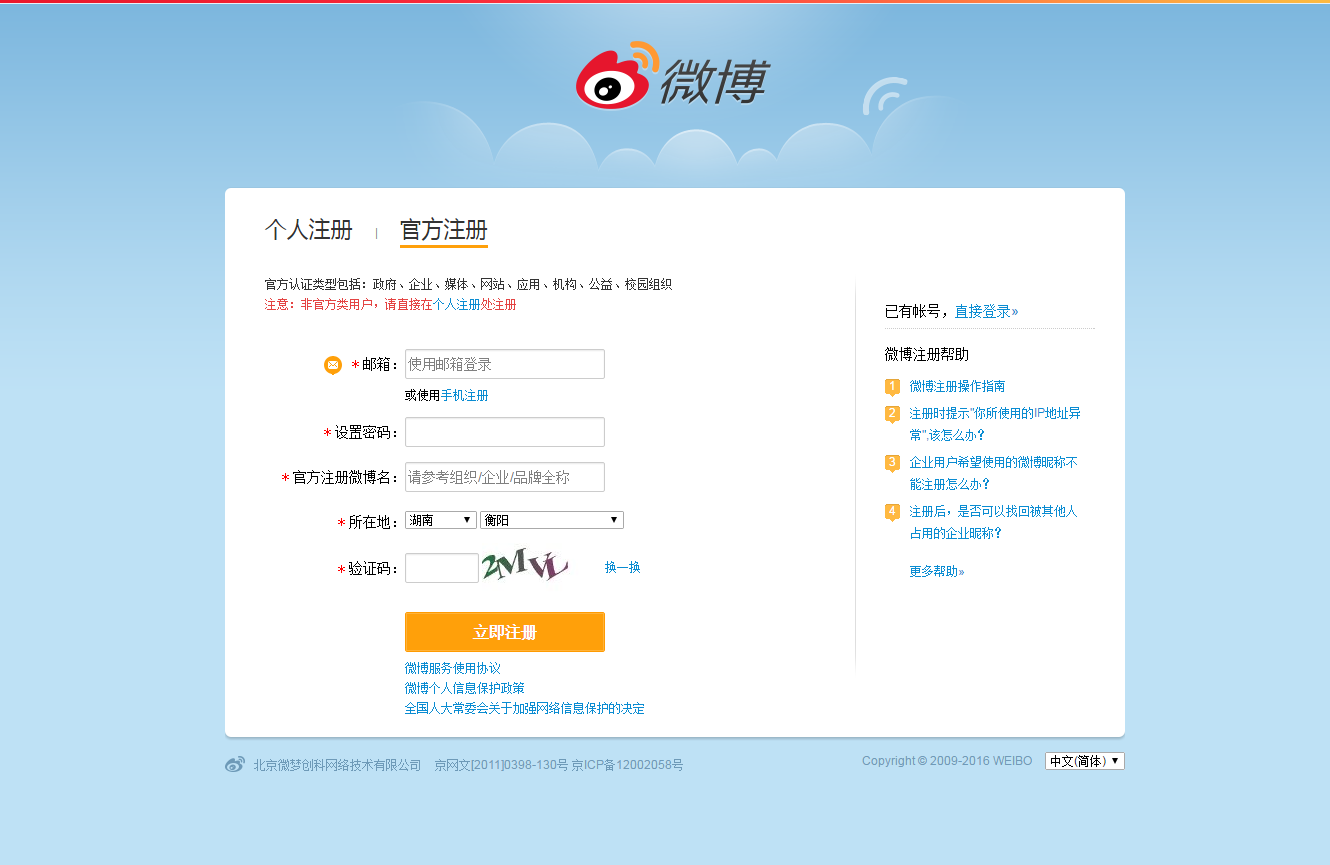 微博
个人注册 | 官方注册
官方认证类型包括：政府、企业、媒体、网站、应用、机构、公益、校园组织
注意：非官方类用户，请直接在个人注册处注册
*邮箱： 使用邮箱登录
或使用手机注册
*设置密码：
*官方注册微博名： 请参考组织/企业/品牌全称
*所在地： 湖南 衡阳
*验证码： 2MVL 换一换
立即注册
微博服务使用协议
微博个人信息保护政策
全国人大常委会关于加强网络信息保护的决定
已有帐号，直接登录»
微博注册帮助
1 微博注册操作指南
2 注册时提示"你所使用的IP地址异
常",该怎么办？
3 企业用户希望使用的微博昵称不
能注册怎么办？
4 注册后，是否可以找回被其他人
占用的企业昵称？
更多帮助»
北京微梦创科网络技术有限公司 京网文[2011]0398-130号 京ICP备12002058号
Copyright © 2009-2016 WEIBO 中文(简体)